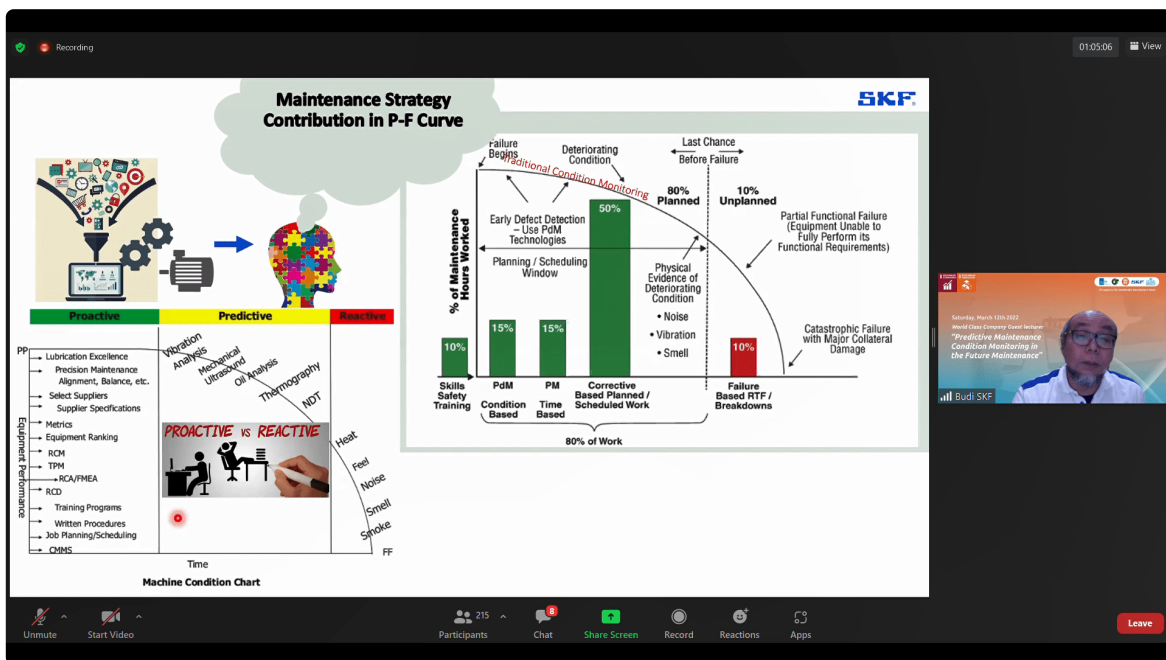 Recording
01:05:06
View
Maintenance Strategy
Contribution in P-F Curve
SKF
Proactive
Predictive
Reactive
PP
Lubrication Excellence
Precision Maintenance
Alignment, Balance, etc.
Select Suppliers
Supplier Specifications
Metrics
Equipment Ranking
RCM
TPM
RCA/FMEA
RCD
Training Programs
Written Procedures
Job Planning/Scheduling
CMMS
Equipment Performance
Vibration
Analysis
Mechanical
Ultrasound
Oil Analysis
Thermography
NDT
PROACTIVE vs REACTIVE
Heat
Feel
Noise
Smell
Smoke
FF
Time
Machine Condition Chart
Failure
Begins
Traditional Condition Monitoring
Deteriorating
Condition
Last Chance
Before Failure
80%
Planned
10%
Unplanned
Early Defect Detection
– Use PdM
Technologies
Planning / Scheduling
Window
% of Maintenance
Hours Worked
Partial Functional Failure
(Equipment Unable to
Fully Perform its
Functional Requirements)
Physical
Evidence of
Deteriorating
Condition
• Noise
• Vibration
• Smell
Catastrophic Failure
with Major Collateral
Damage
10%
15%
15%
50%
10%
Skills
Safety
Training
PdM
Condition
Based
PM
Time
Based
Corrective
Based Planned /
Scheduled Work
Failure
Based RTF /
Breakdowns
80% of Work
Saturday, March 12th 2022
World Class Company Guest lecturer
"Predictive Maintenance
Condition Monitoring in
the Future Maintenance"
Budi SKF
Unmute
Start Video
215
Participants
8
Chat
Share Screen
Record
Reactions
Apps
Leave